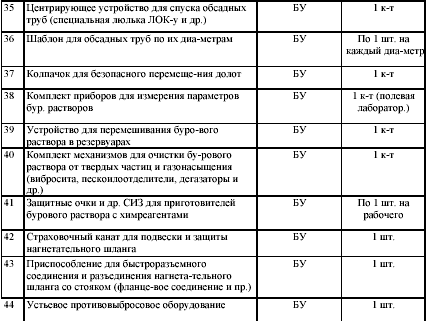 35 Центрирующее устройство для спуска обсадных БУ 1 к-т
труб (специальная люлька ЛОК-у и др.)
36 Шаблон для обсадных труб по их диа-метрам БУ По 1 шт. на
каждый диа-метр
37 Колпачок для безопасного перемеще-ния долот БУ 1 к-т
38 Комплект приборов для измерения параметров БУ 1 к-т (полевая
бур. растворов лаборатор.)
39 Устройство для перемешивания буро-вого БУ 1 к-т
раствора в резервуарах
40 Комплект механизмов для очистки бу-рового БУ 1 к-т
раствора от твердых частиц и газонасыщения
(вибросита, пескоилоотделители, дегазаторы и
др.)
41 Защитные очки и др. СИЗ для приготовителей БУ По 1 шт. на
бурового раствора с химреагентами рабочего
42 Страховочный канат для подвески и защиты БУ 1 шт.
нагнетательного шланга
43 Приспособление для быстроразъемного БУ 1 шт.
соединения и разъединения нагнета-тельного
шланга со стояком (фланце-вое соединение и пр.)
44 Устьевое противовыбросовое оборудование БУ 1 шт.